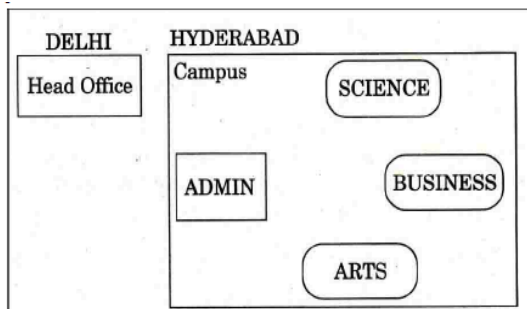 DELHI
HYDERABAD
Head Office
Campus
SCIENCE
ADMIN
BUSINESS
ARTS